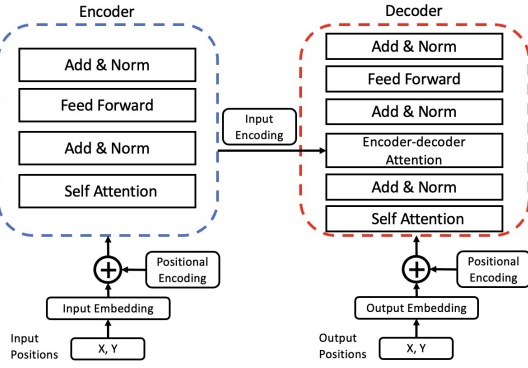 Encoder
Add & Norm
Feed Forward
Add & Norm
Self Attention
Positional
Encoding
Input Embedding
Input
Positions
X, Y
Input
Encoding
Decoder
Add & Norm
Feed Forward
Add & Norm
Encoder-decoder
Attention
Add & Norm
Self Attention
Positional
Encoding
Output Embedding
Output
Positions
X, Y